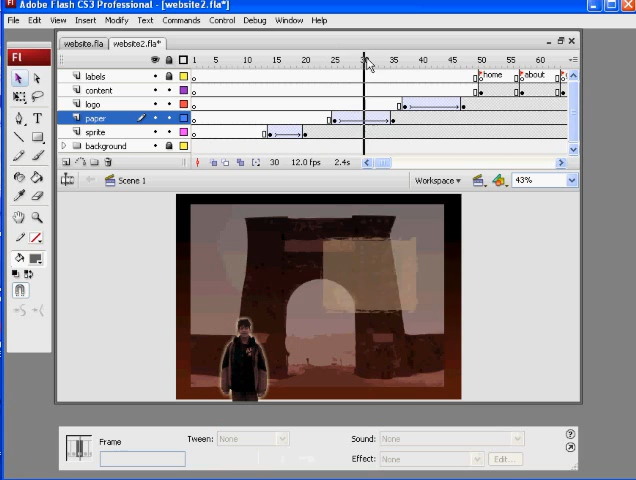 Adobe Flash CS3 Professional - [website2.fla*]
File Edit View Insert Modify Text Commands Control Debug Window Help
website.fla website2.fla*
1 5 10 15 20 25 35 40 45 50 55 60
labels home about
content
logo
paper
sprite
background
30 12.0 fps 2.4s
Scene 1 Workspace 43%
Fl
T
Frame Tween: None Sound: None
Effect: None Edit...